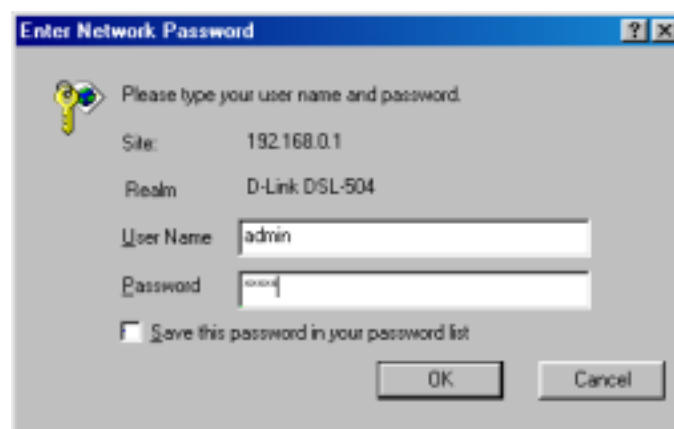 Enter Network Password
Please type your user name and password.
Site: 192.168.0.1
Realm D-Link DSL-504
User Name admin
Password *****
Save this password in your password list
OK Cancel